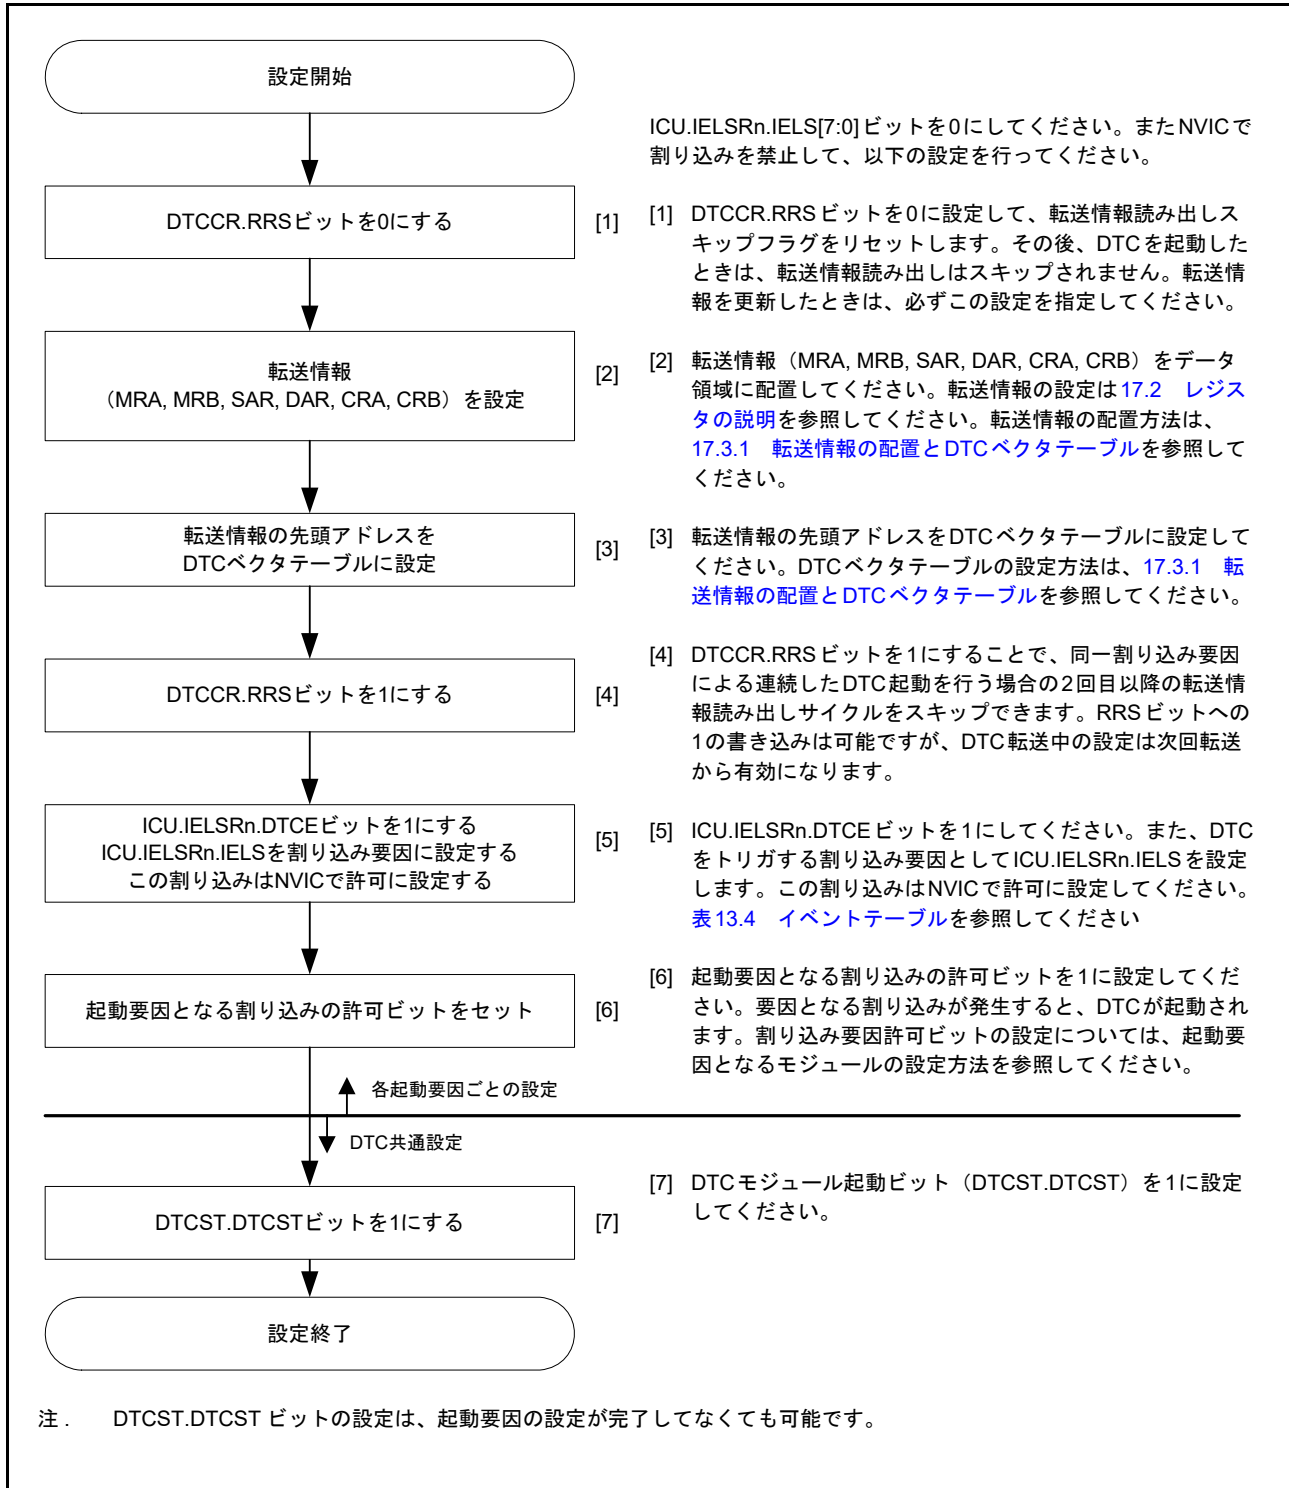 設定開始
ICU.IELSRn.IELS[7:0]ビットを0にしてください。またNVICで
割り込みを禁止して、以下の設定を行ってください。
DTCCR.RRSビットを0にする
[1]
[1] DTCCR.RRSビットを0に設定して、転送情報読み出しス
キップフラグをリセットします。その後、DTCを起動した
ときは、転送情報読み出しはスキップされません。転送情
報を更新したときは、必ずこの設定を指定してください。
転送情報
（MRA, MRB, SAR, DAR, CRA, CRB）を設定
[2]
[2] 転送情報（MRA, MRB, SAR, DAR, CRA, CRB）をデータ
領域に配置してください。転送情報の設定は17.2　レジス
タの説明を参照してください。転送情報の配置方法は、
17.3.1　転送情報の配置とDTCベクタテーブルを参照して
ください。
転送情報の先頭アドレスを
DTCベクタテーブルに設定
[3]
[3] 転送情報の先頭アドレスをDTCベクタテーブルに設定して
ください。DTCベクタテーブルの設定方法は、17.3.1　転
送情報の配置とDTCベクタテーブルを参照してください。
DTCCR.RRSビットを1にする
[4]
[4] DTCCR.RRSビットを1にすることで、同一割り込み要因
による連続したDTC起動を行う場合の2回目以降の転送情
報読み出しサイクルをスキップできます。RRSビットへの
1の書き込みは可能ですが、DTC転送中の設定は次回転送
から有効になります。
ICU.IELSRn.DTCEビットを1にする
ICU.IELSRn.IELSを割り込み要因に設定する
この割り込みはNVICで許可に設定する
[5]
[5] ICU.IELSRn.DTCEビットを1にしてください。また、DTC
をトリガする割り込み要因としてICU.IELSRn.IELSを設定
します。この割り込みはNVICで許可に設定してください。
表13.4　イベントテーブルを参照してください
起動要因となる割り込みの許可ビットをセット
[6]
[6] 起動要因となる割り込みの許可ビットを1に設定してくだ
さい。要因となる割り込みが発生すると、DTCが起動され
ます。割り込み要因許可ビットの設定については、起動要
因となるモジュールの設定方法を参照してください。
各起動要因ごとの設定
DTC共通設定
DTCST.DTCSTビットを1にする
[7]
[7] DTCモジュール起動ビット（DTCST.DTCST）を1に設定
してください。
設定終了
注 .　DTCST.DTCST ビットの設定は、起動要因の設定が完了してなくても可能です。